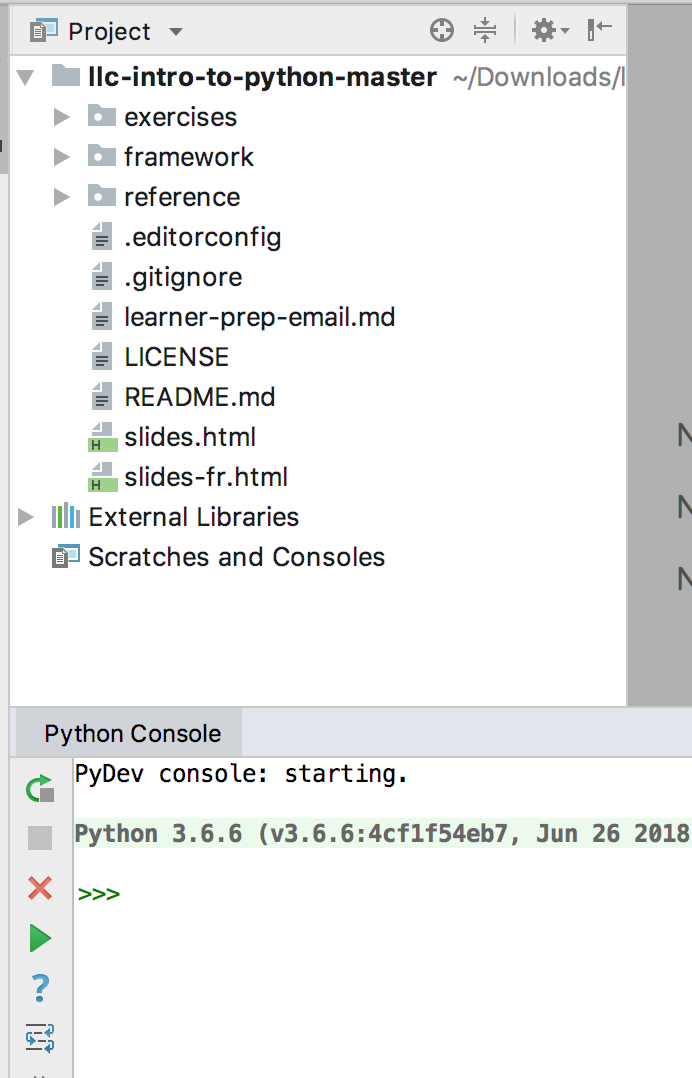 Project
llc-intro-to-python-master ~/Downloads/l
exercises
framework
reference
.editorconfig
.gitignore
learner-prep-email.md
LICENSE
README.md
H slides.html
H slides-fr.html
External Libraries
Scratches and Consoles
N
N
N
Python Console
PyDev console: starting.
Python 3.6.6 (v3.6.6:4cf1f54eb7, Jun 26 2018
>>>
?